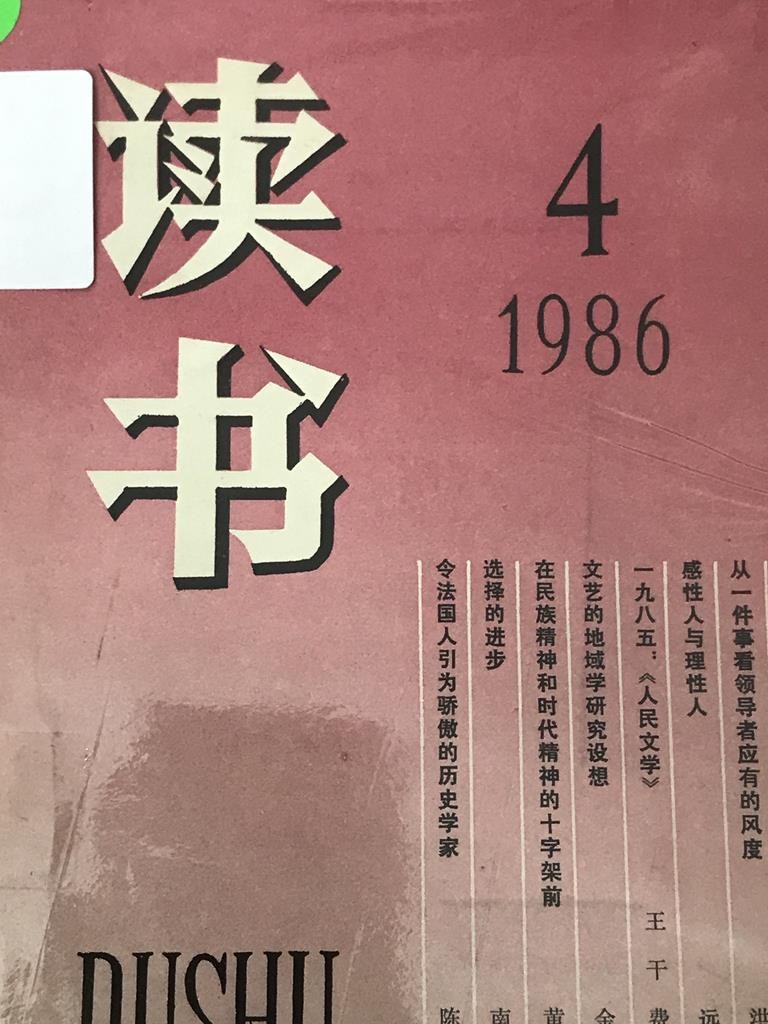 读书
4
1986
从一件事看领导者应有的风度 洪
感性人与理性人 远
一九八五：《人民文学》 王干 费
文艺的地域学研究设想 金
在民族精神和时代精神的十字架前 黄
选择的进步 南
令法国人引为骄傲的历史学家 陈
DUSHU